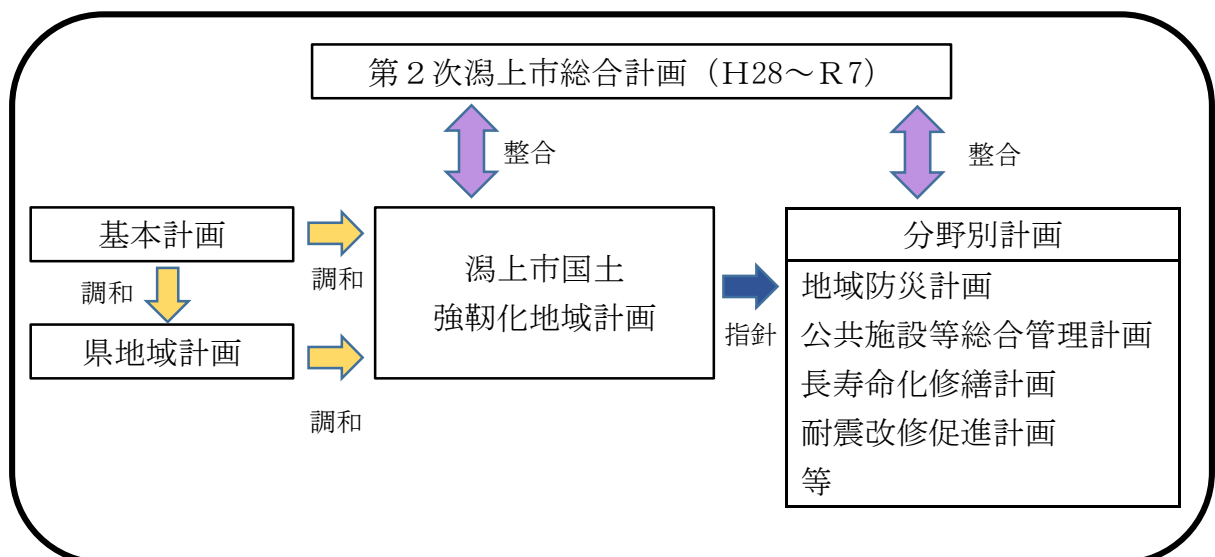 第２次潟上市総合計画（Ｈ28～Ｒ７）
整合
整合
基本計画
調和
調和
県地域計画
調和
潟上市国土
強靭化地域計画
指針
分野別計画
地域防災計画
公共施設等総合管理計画
長寿命化修繕計画
耐震改修促進計画
等